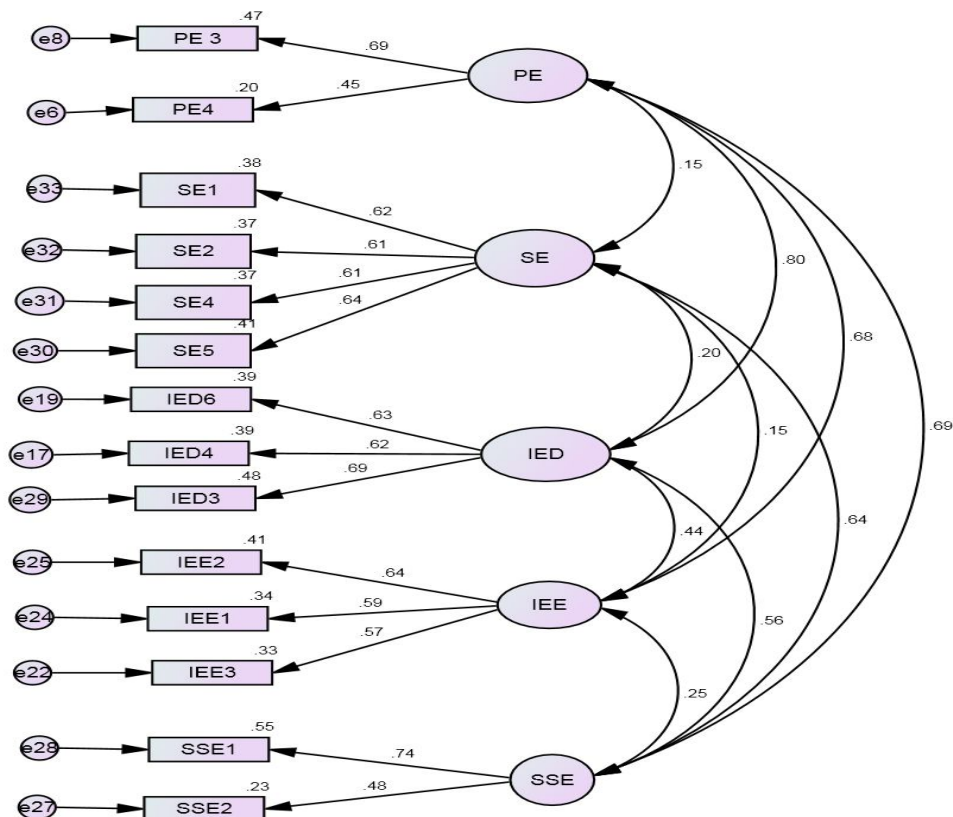 .47
e8 PE 3
.69
PE
.20
.45
e6 PE4
.15
.38
e33 SE1
.62
.37
e32 SE2
.61
SE
.80
.37
e31 SE4
.61
.64
.41
e30 SE5
.20
.68
.39
e19 IED6
.63
.15
.69
.39
e17 IED4
.62
IED
.48
e29 IED3
.69
.64
.44
.41
e25 IEE2
.64
.34
e24 IEE1
.59
IEE
.56
.33
e22 IEE3
.57
.25
.55
e28 SSE1
.74
SSE
.23
e27 SSE2
.48